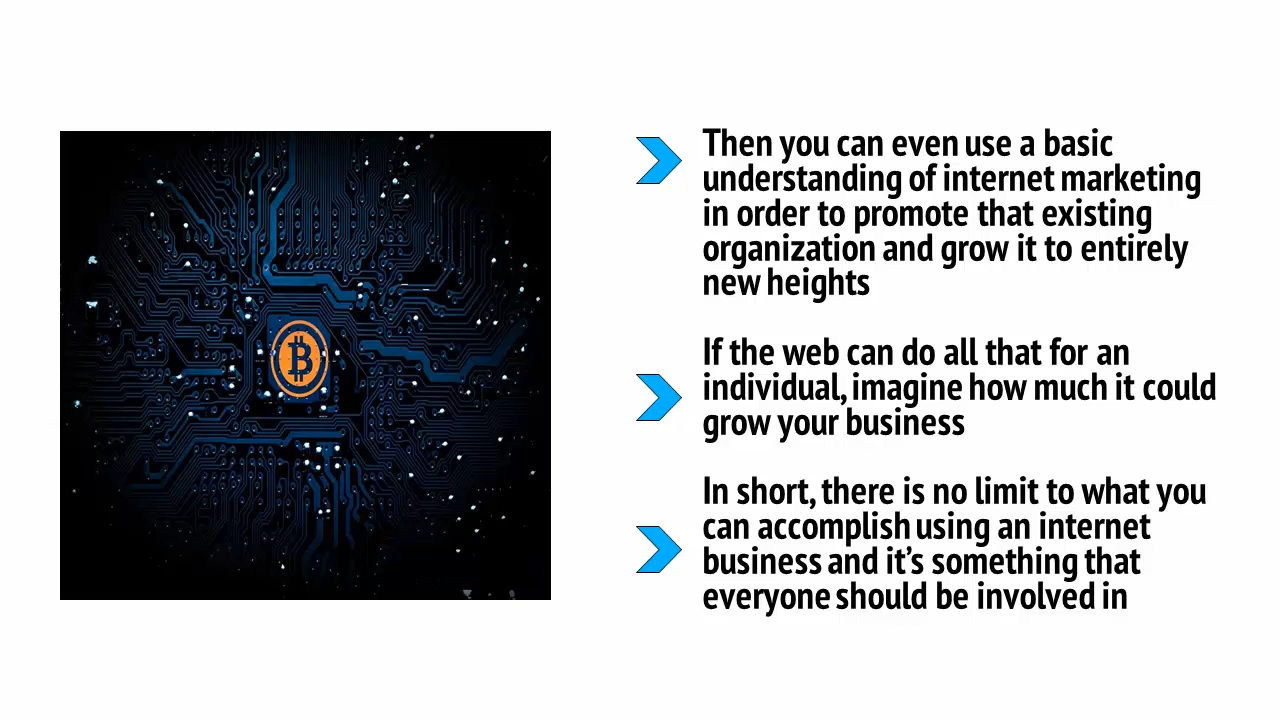 Then you can even use a basic
understanding of internet marketing
in order to promote that existing
organization and grow it to entirely
new heights
If the web can do all that for an
individual, imagine how much it could
grow your business
In short, there is no limit to what you
can accomplish using an internet
business and it’s something that
everyone should be involved in